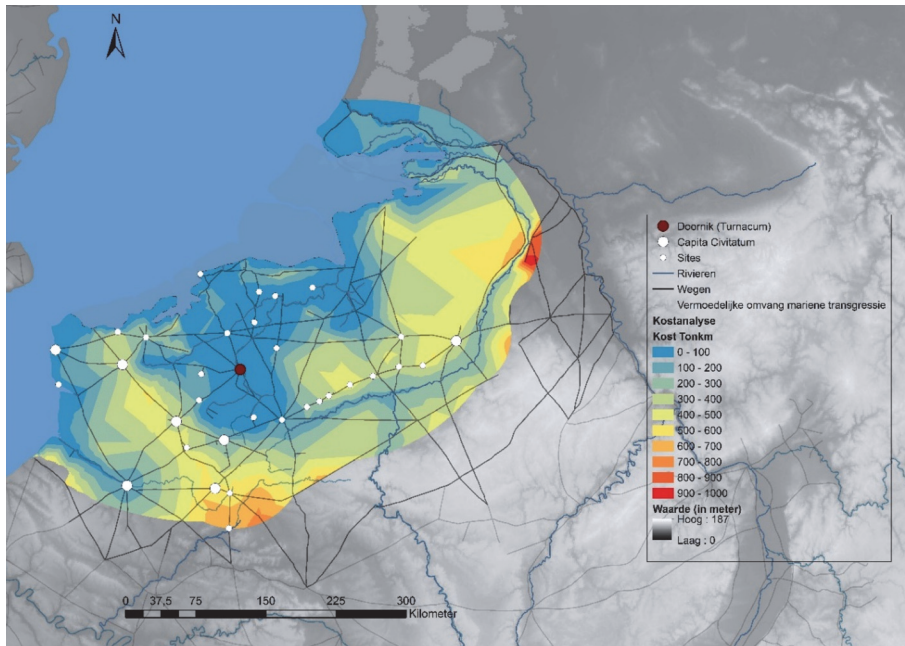 N
Doornik (Turnacum)
Capita Civitatum
Sites
Rivieren
Wegen
Vermoedelijke omvang mariene transgressie
Kostanalyse
Kost Tonkm
0 - 100
100 - 200
200 - 300
300 - 400
400 - 500
500 - 600
600 - 700
700 - 800
800 - 900
900 - 1000
Waarde (in meter)
Hoog : 187
Laag : 0
0 37,5 75 150 225 300
Kilometer